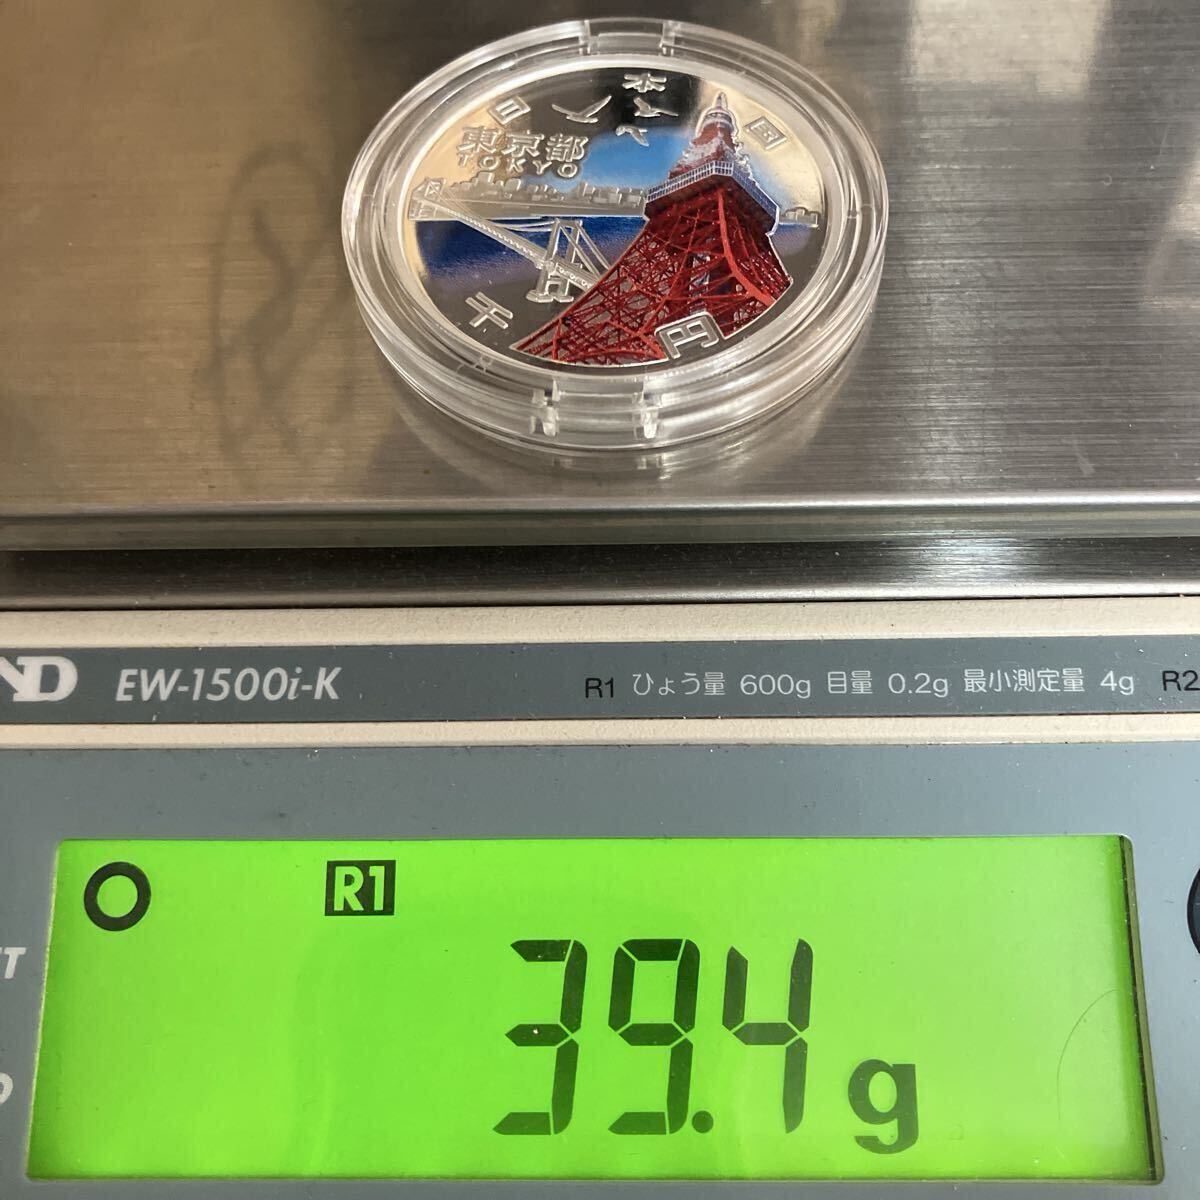 日本国
東京都
TOKYO
千円
ND EW-1500i-K R1 ひょう量 600g 目量 0.2g 最小測定量 4g R2
R1
39.4 g